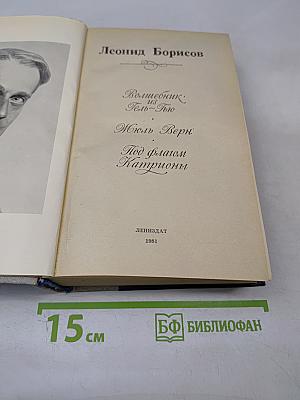 Леонид Борисов
Волшебник
из
Гель-Гью
Жюль Верн
Под флагом
Катрионы
ЛЕНИЗДАТ
1981
15 см
БФ БИБЛИОФАН